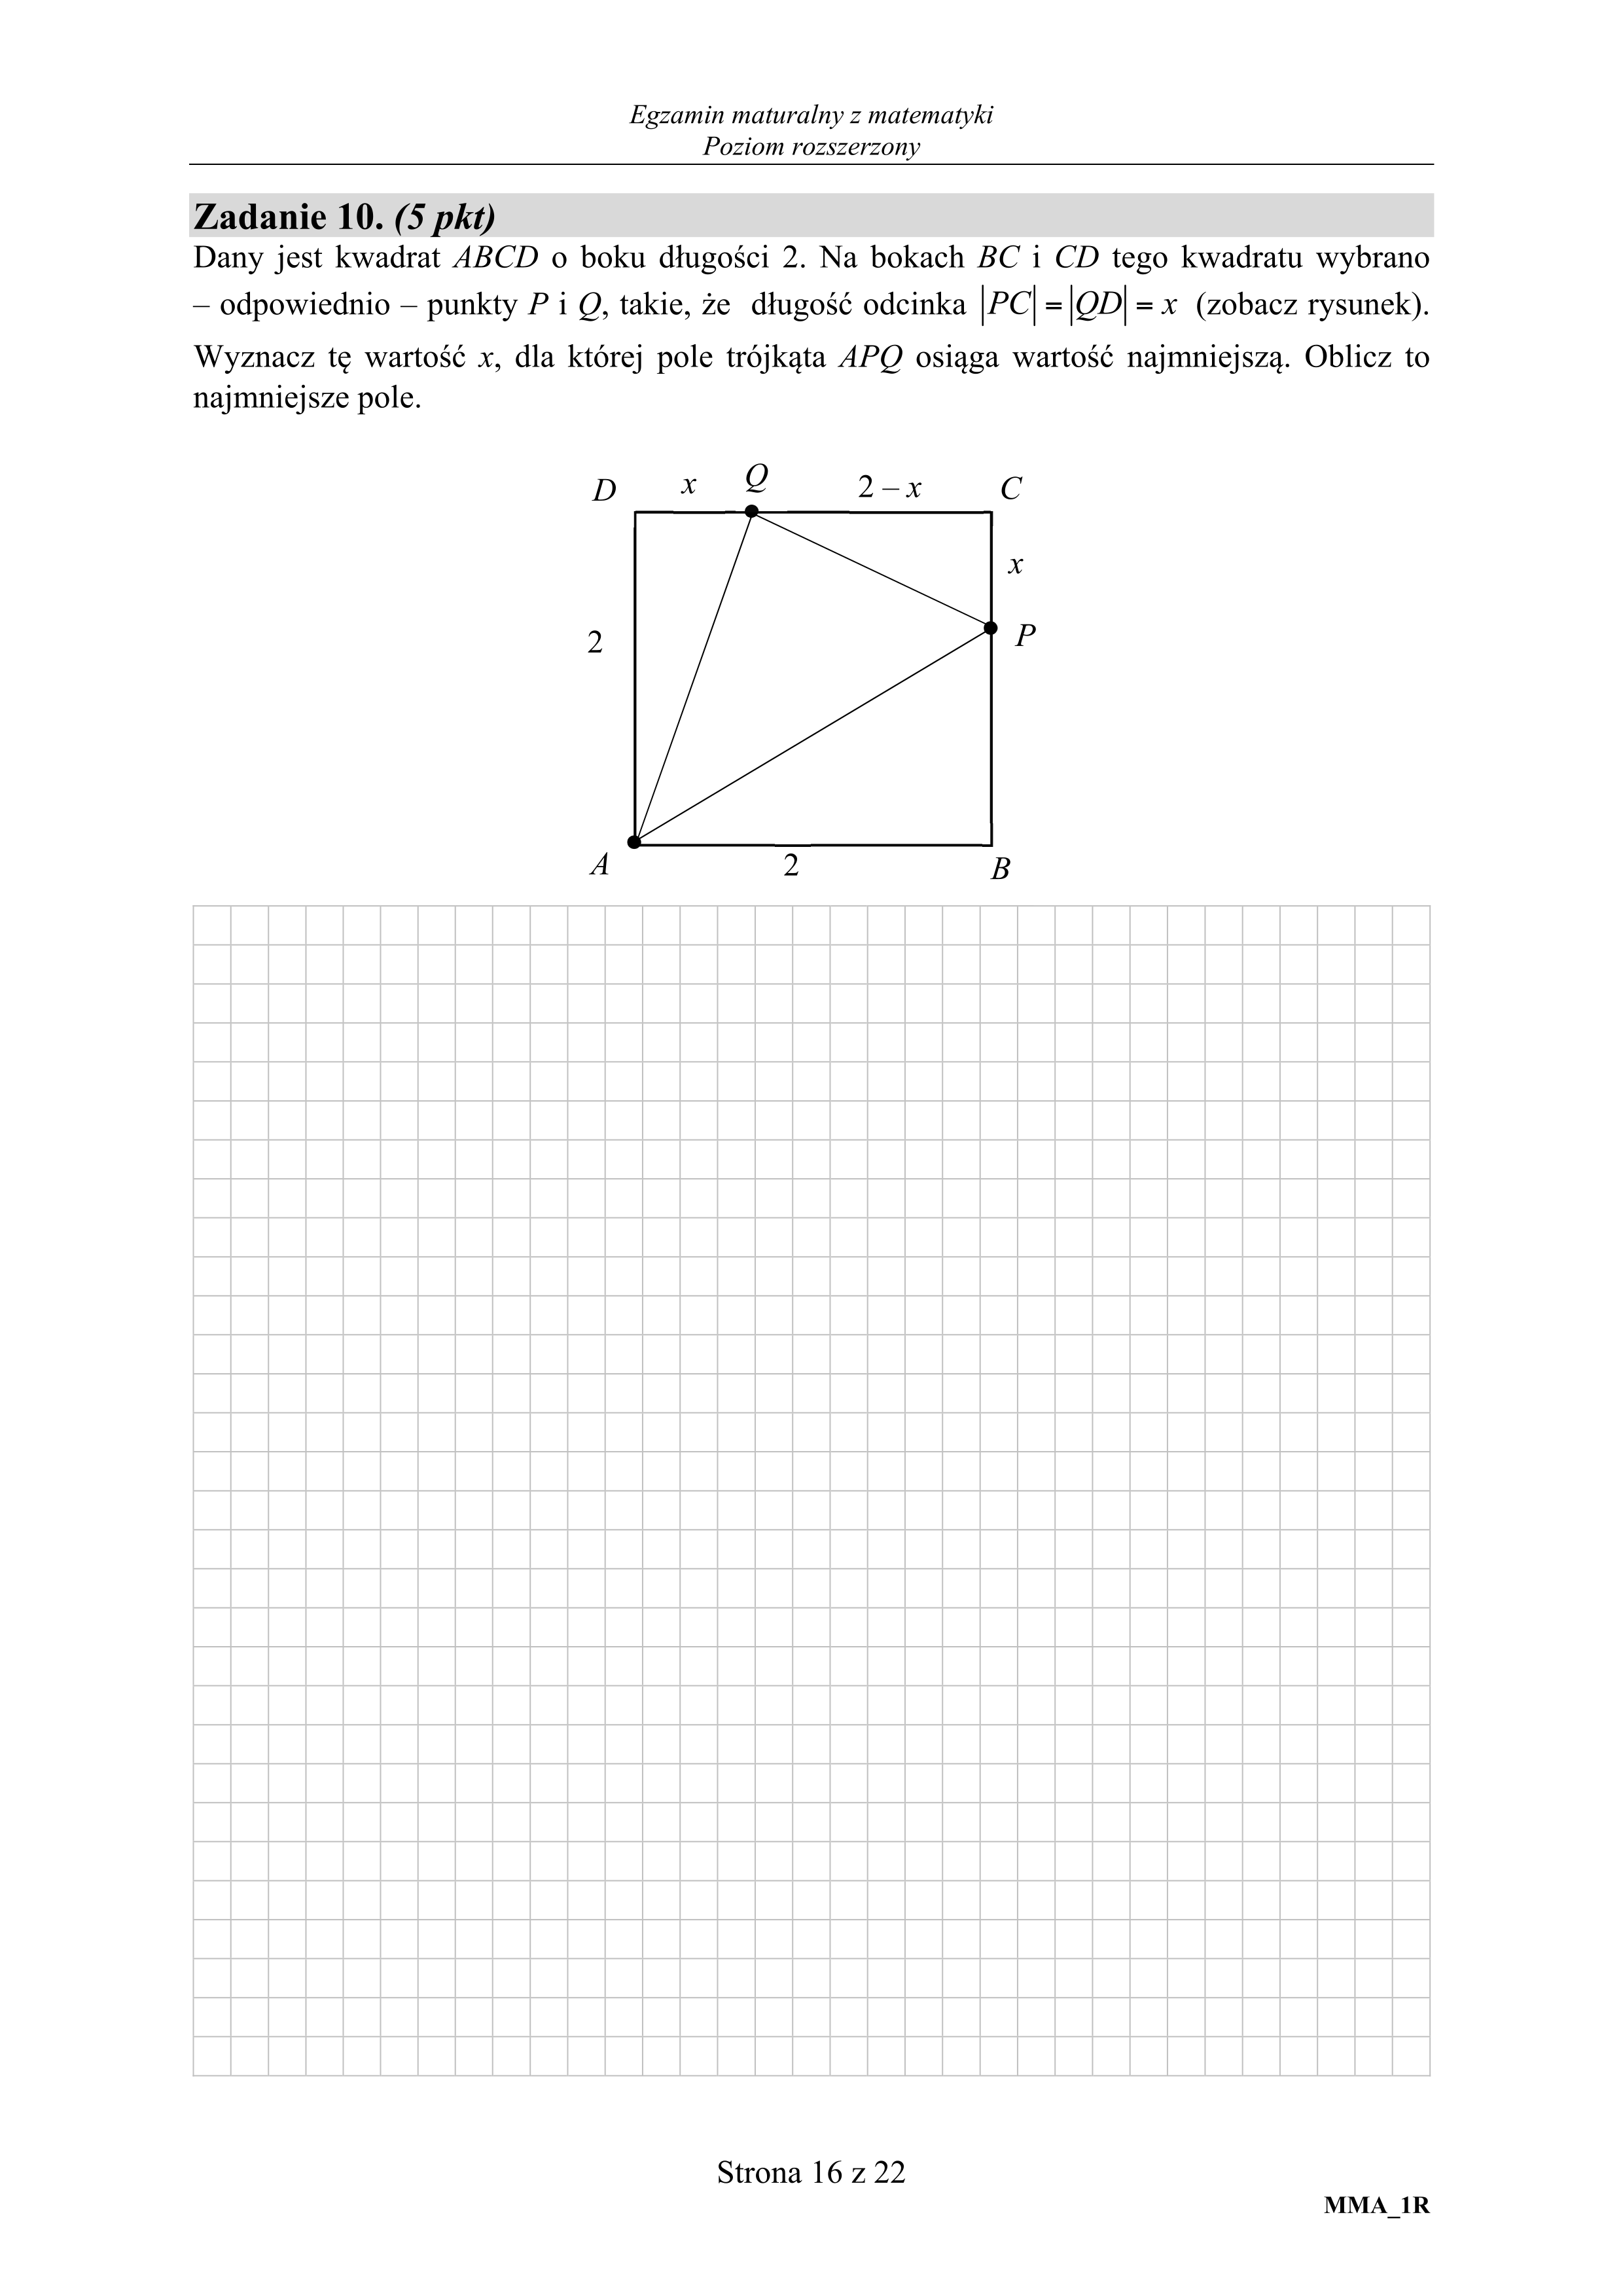 Egzamin maturalny z matematyki
Poziom rozszerzony
Zadanie 10. (5 pkt)
Dany jest kwadrat ABCD o boku długości 2. Na bokach BC i CD tego kwadratu wybrano
– odpowiednio – punkty P i Q, takie, że długość odcinka |PC| = |QD| = x (zobacz rysunek).
Wyznacz tę wartość x, dla której pole trójkąta APQ osiąga wartość najmniejszą. Oblicz to
najmniejsze pole.
D x Q 2 – x C
x
2 P
A 2 B
Strona 16 z 22
MMA_1R